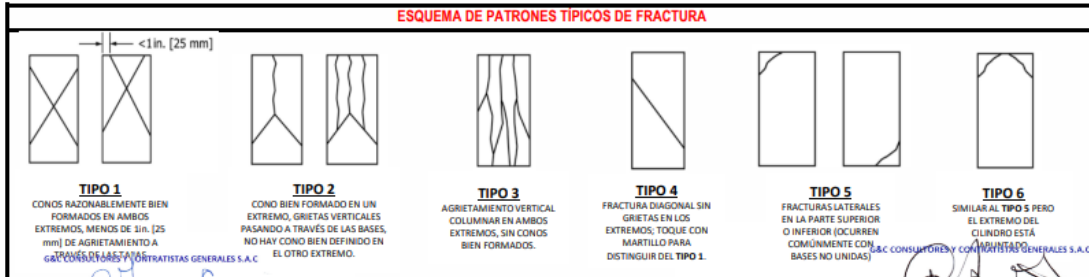 ESQUEMA DE PATRONES TÍPICOS DE FRACTURA
<1in. [25 mm]
TIPO 1
CONOS RAZONABLEMENTE BIEN
FORMADOS EN AMBOS
EXTREMOS, MENOS DE 1in. [25
mm] DE AGRIETAMIENTO A
TRAVÉS DE LAS TAPAS
G&C CONSULTORES Y CONTRATISTAS GENERALES S.A.C
TIPO 2
CONO BIEN FORMADO EN UN
EXTREMO, GRIETAS VERTICALES
PASANDO A TRAVÉS DE LAS BASES,
NO HAY CONO BIEN DEFINIDO EN
EL OTRO EXTREMO.
TIPO 3
AGRIETAMIENTO VERTICAL
COLUMNAR EN AMBOS
EXTREMOS, SIN CONOS
BIEN FORMADOS.
TIPO 4
FRACTURA DIAGONAL SIN
GRIETAS EN LOS
EXTREMOS; TOQUE CON
MARTILLO PARA
DISTINGUIR DEL TIPO 1.
TIPO 5
FRACTURAS LATERALES
EN LA PARTE SUPERIOR
O INFERIOR (OCURREN
COMÚNMENTE CON
BASES NO UNIDAS)
TIPO 6
SIMILAR AL TIPO 5 PERO
EL EXTREMO DEL
CILINDRO ESTÁ
APUNTADO
G&C CONSULTORES Y CONTRATISTAS GENERALES S.A.C